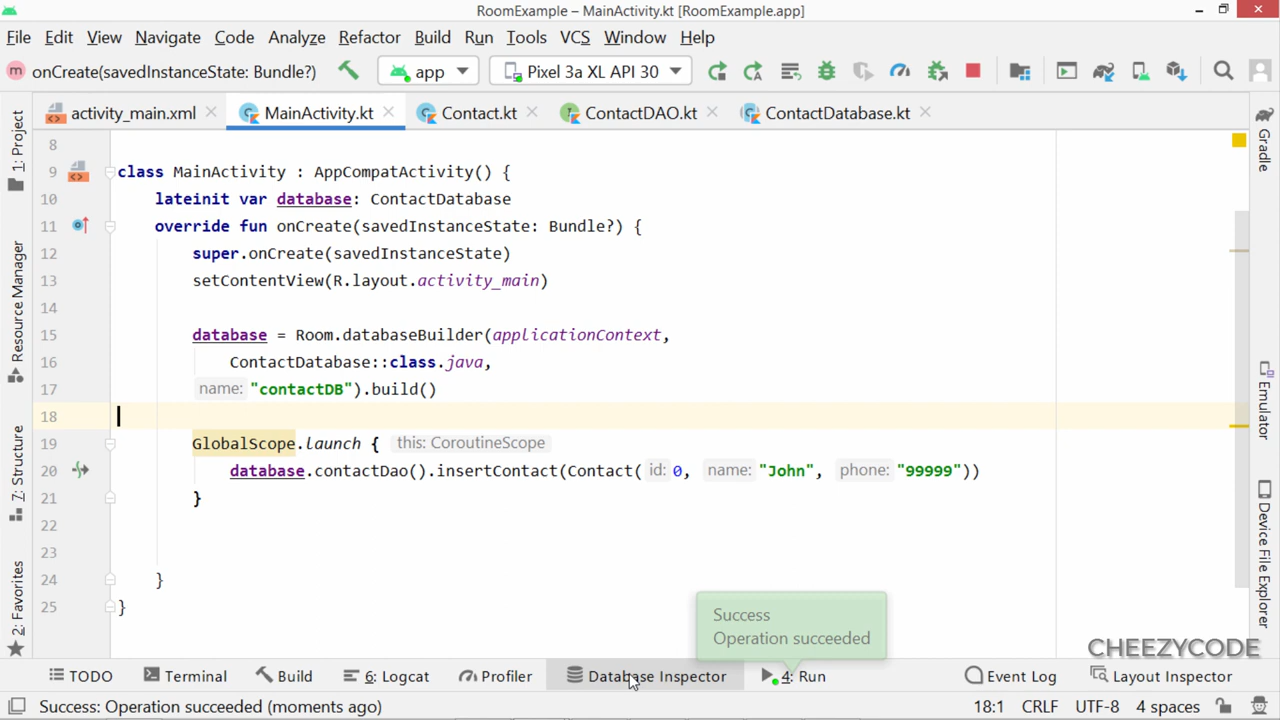 RoomExample – MainActivity.kt [RoomExample.app]
File Edit View Navigate Code Analyze Refactor Build Run Tools VCS Window Help
m onCreate(savedInstanceState: Bundle?) app Pixel 3a XL API 30
activity_main.xml MainActivity.kt Contact.kt ContactDAO.kt ContactDatabase.kt
8
9 class MainActivity : AppCompatActivity() {
10 lateinit var database: ContactDatabase
11 override fun onCreate(savedInstanceState: Bundle?) {
12 super.onCreate(savedInstanceState)
13 setContentView(R.layout.activity_main)
14
15 database = Room.databaseBuilder(applicationContext,
16 ContactDatabase::class.java,
17 name: "contactDB").build()
18
19 GlobalScope.launch { this: CoroutineScope
20 database.contactDao().insertContact(Contact( id: 0, name: "John", phone: "99999"))
21 }
22
23
24 }
25 }
1: Project
Resource Manager
7: Structure
2: Favorites
Gradle
Emulator
Device File Explorer
Success
Operation succeeded
CHEEZYCODE
TODO Terminal Build 6: Logcat Profiler Database Inspector 4: Run Event Log Layout Inspector
Success: Operation succeeded (moments ago) 18:1 CRLF UTF-8 4 spaces